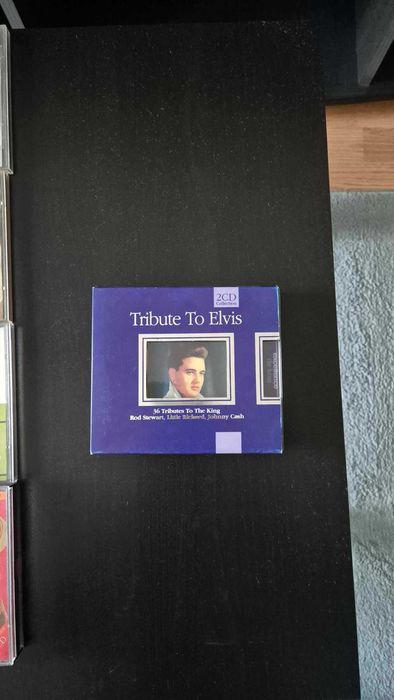 2CD
Collection
Tribute To Elvis
36 Tributes To The King
Rod Stewart, Little Richard, Johnny Cash